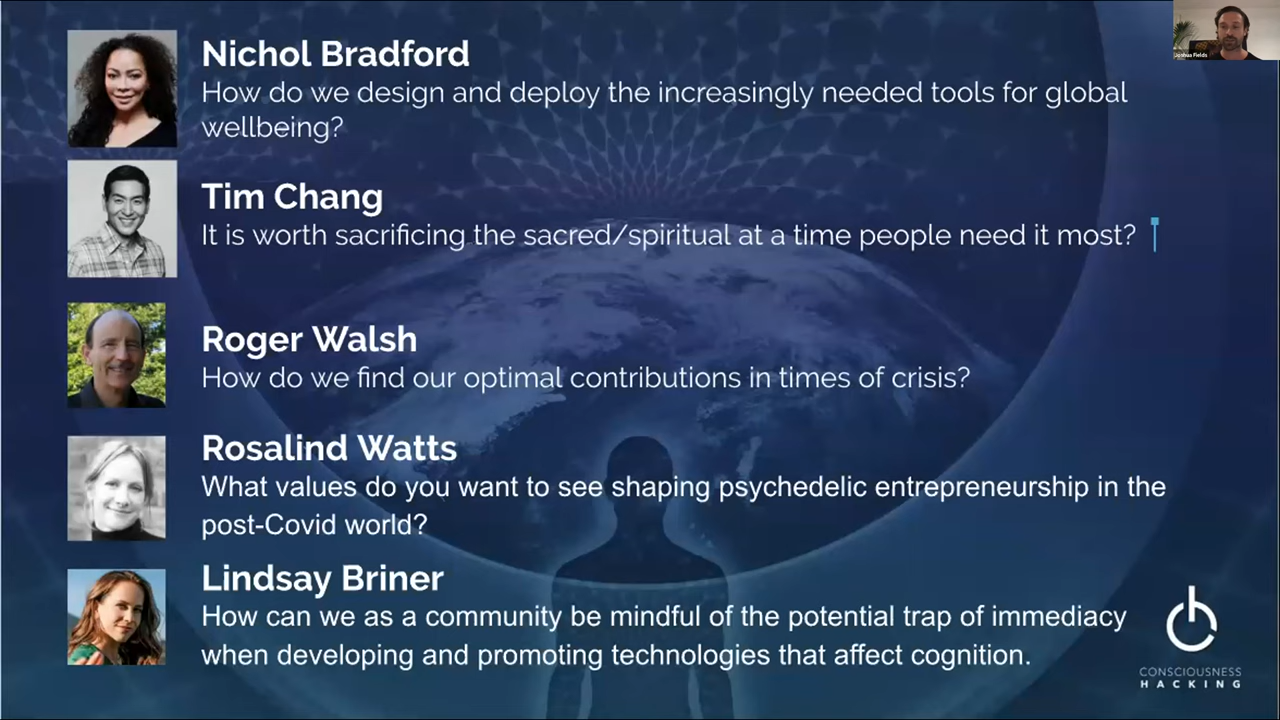 Nichol Bradford
How do we design and deploy the increasingly needed tools for global
wellbeing?
Tim Chang
It is worth sacrificing the sacred/spiritual at a time people need it most?
Roger Walsh
How do we find our optimal contributions in times of crisis?
Rosalind Watts
What values do you want to see shaping psychedelic entrepreneurship in the
post-Covid world?
Lindsay Briner
How can we as a community be mindful of the potential trap of immediacy
when developing and promoting technologies that affect cognition.
CONSCIOUSNESS
HACKING
Fields